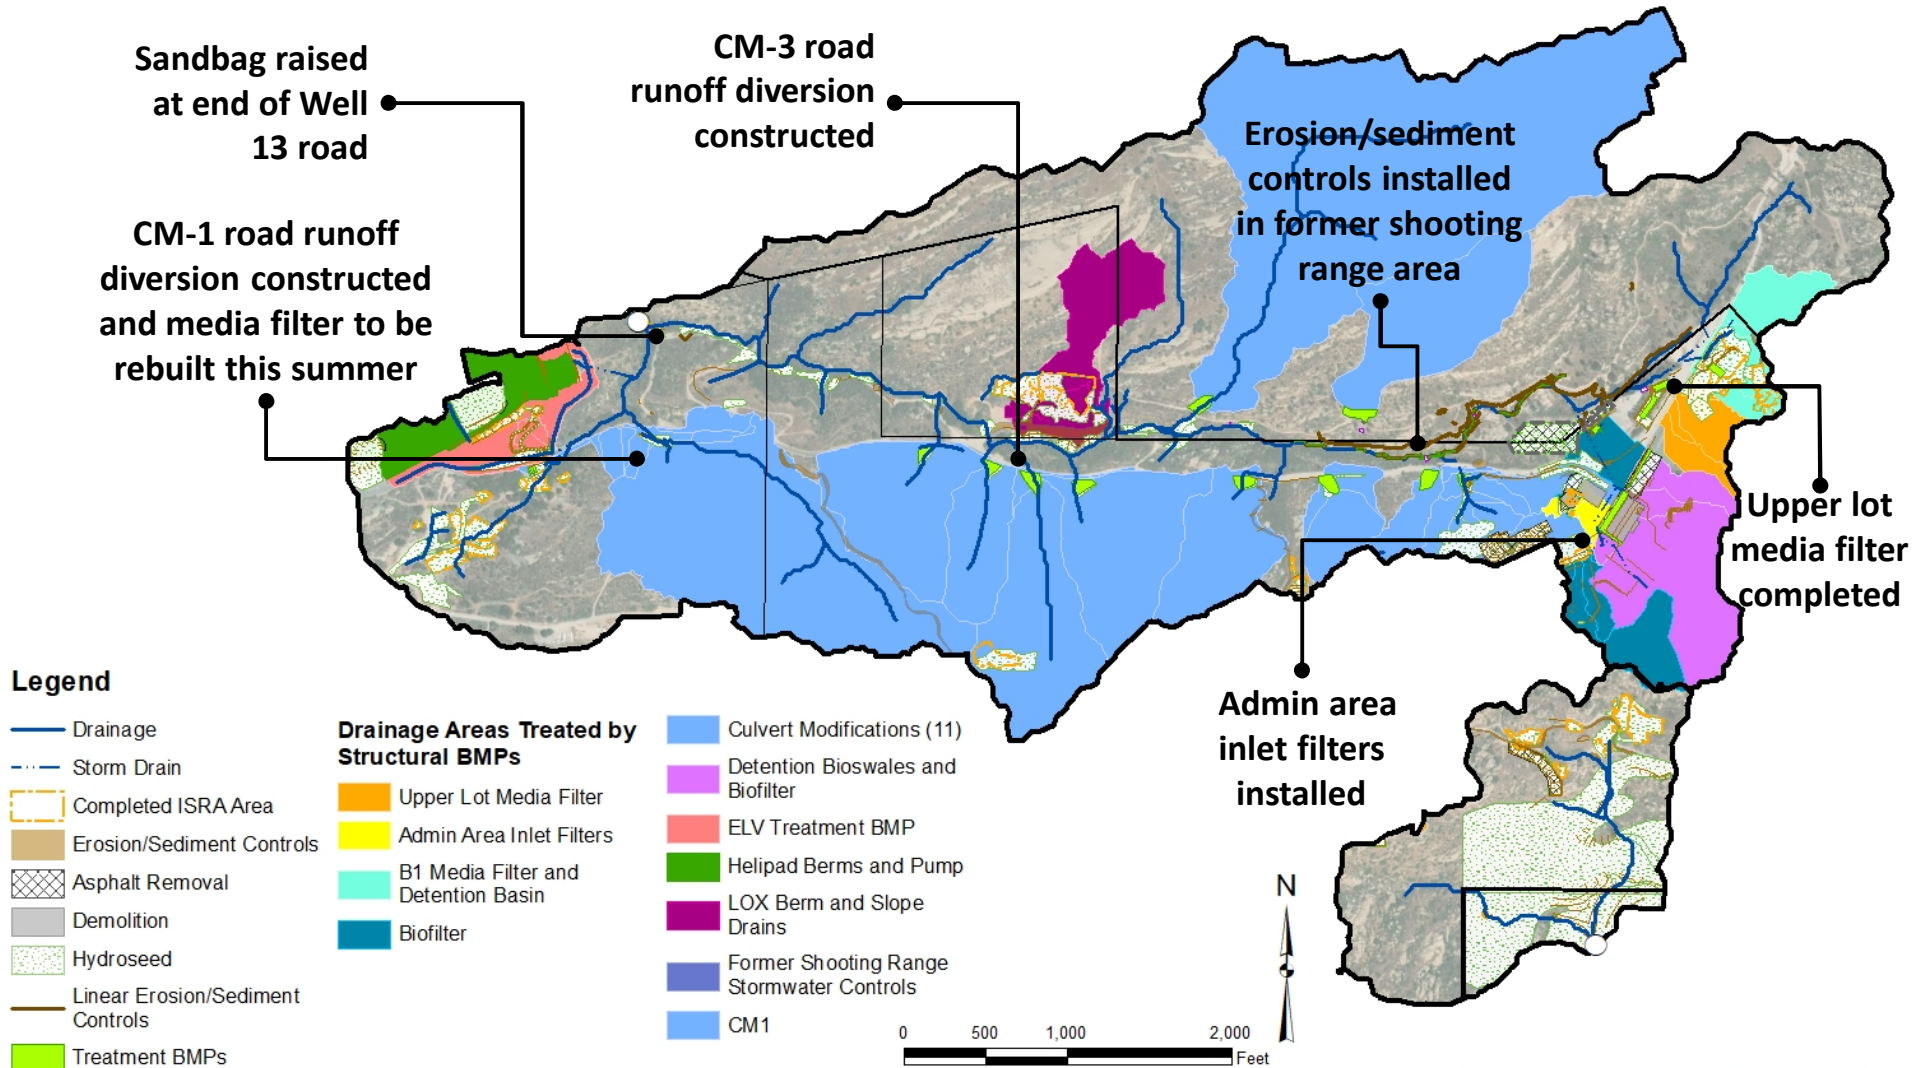 Sandbag raised
at end of Well
13 road
CM-3 road
runoff diversion
constructed
Erosion/sediment
controls installed
in former shooting
range area
CM-1 road runoff
diversion constructed
and media filter to be
rebuilt this summer
Upper lot
media filter
completed
Admin area
inlet filters
installed
Legend
Drainage
Storm Drain
Completed ISRA Area
Erosion/Sediment Controls
Asphalt Removal
Demolition
Hydroseed
Linear Erosion/Sediment
Controls
Treatment BMPs
Drainage Areas Treated by
Structural BMPs
Upper Lot Media Filter
Admin Area Inlet Filters
B1 Media Filter and
Detention Basin
Biofilter
Culvert Modifications (11)
Detention Bioswales and
Biofilter
ELV Treatment BMP
Helipad Berms and Pump
LOX Berm and Slope
Drains
Former Shooting Range
Stormwater Controls
CM1
N
0 500 1,000 2,000
Feet